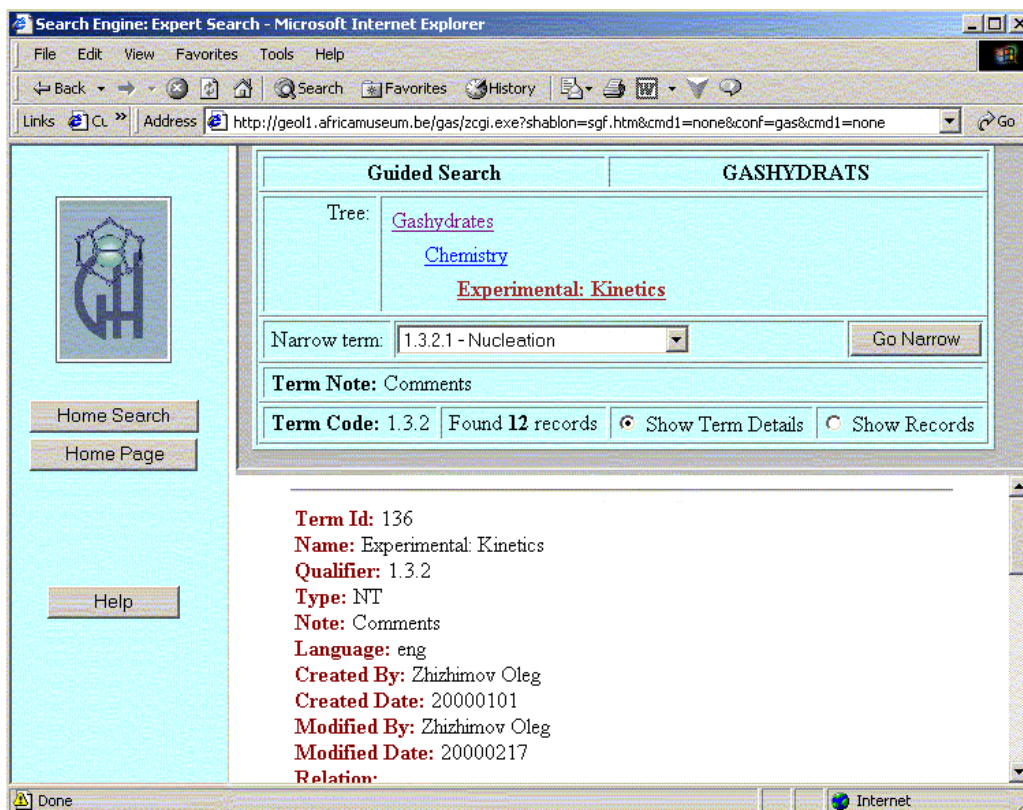 Search Engine: Expert Search - Microsoft Internet Explorer
File Edit View Favorites Tools Help
Back Search Favorites History
Links CL » Address http://geol1.africamuseum.be/gas/zcgi.exe?shablon=sgf.htm&cmd1=none&conf=gas&cmd1=none Go
Guided Search GASHYDRATS
Tree: Gashydrates
Chemistry
Experimental: Kinetics
Narrow term: 1.3.2.1 - Nucleation Go Narrow
Term Note: Comments
Term Code: 1.3.2 Found 12 records Show Term Details Show Records
GH
Home Search
Home Page
Help
Term Id: 136
Name: Experimental: Kinetics
Qualifier: 1.3.2
Type: NT
Note: Comments
Language: eng
Created By: Zhizhimov Oleg
Created Date: 20000101
Modified By: Zhizhimov Oleg
Modified Date: 20000217
Relation:
Done Internet